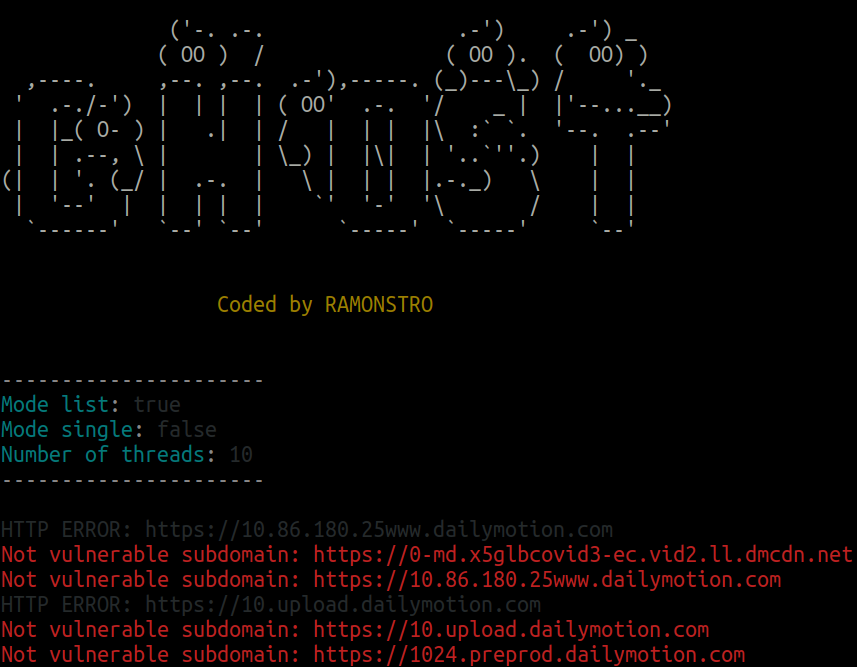 GHOST
Coded by RAMONSTRO
----------------------
Mode list: true
Mode single: false
Number of threads: 10
----------------------
HTTP ERROR: https://10.86.180.25www.dailymotion.com
Not vulnerable subdomain: https://0-md.x5glbcovid3-ec.vid2.ll.dmcdn.net
Not vulnerable subdomain: https://10.86.180.25www.dailymotion.com
HTTP ERROR: https://10.upload.dailymotion.com
Not vulnerable subdomain: https://10.upload.dailymotion.com
Not vulnerable subdomain: https://1024.preprod.dailymotion.com